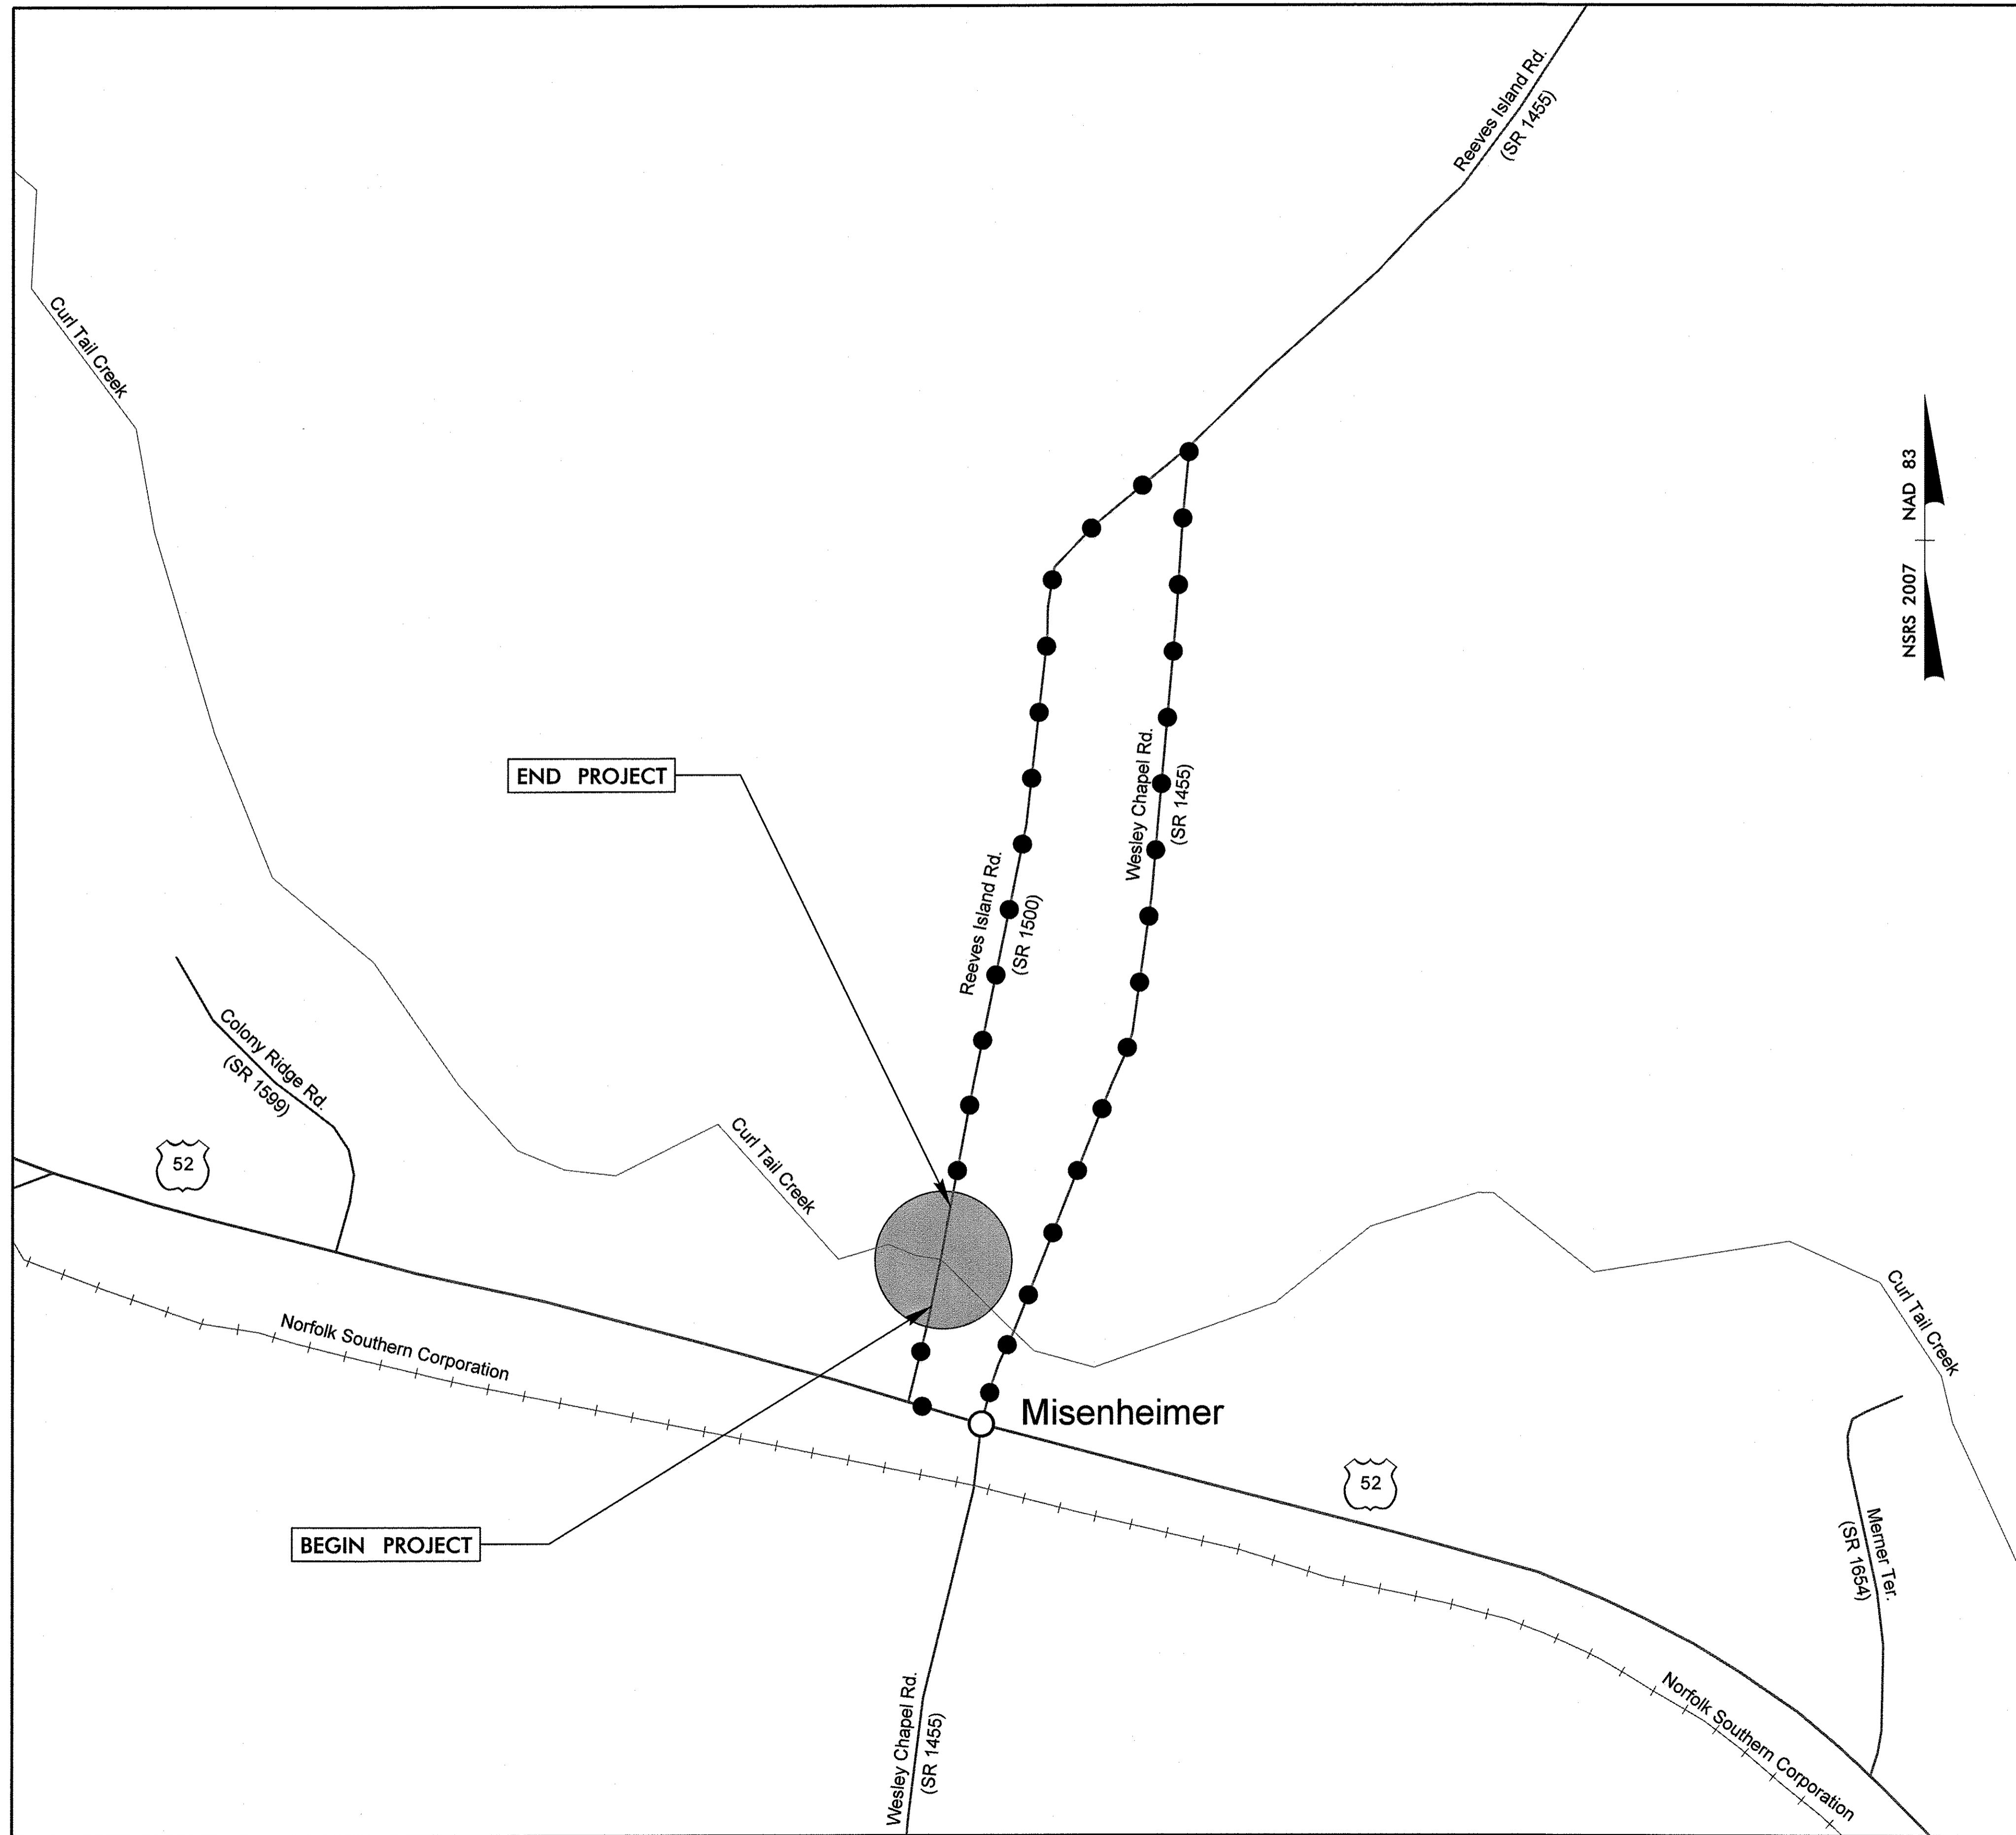 Reeves Island Rd.
(SR 1455)
Curl Tail Creek
NSRS 2007 NAD 83
END PROJECT
Wesley Chapel Rd.
(SR 1455)
Reeves Island Rd.
(SR 1500)
Colony Ridge Rd.
(SR 1599)
52
Curl Tail Creek
Norfolk Southern Corporation
Curl Tail Creek
Misenheimer
52
BEGIN PROJECT
Merner Ter.
(SR 1654)
Wesley Chapel Rd.
(SR 1455)
Norfolk Southern Corporation